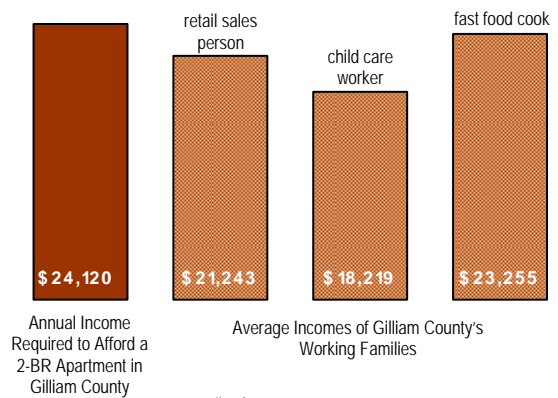 retail sales
person
child care
worker
fast food cook
$24,120
$21,243
$18,219
$23,255
Annual Income
Required to Afford a
2-BR Apartment in
Gilliam County
Average Incomes of Gilliam County's
Working Families